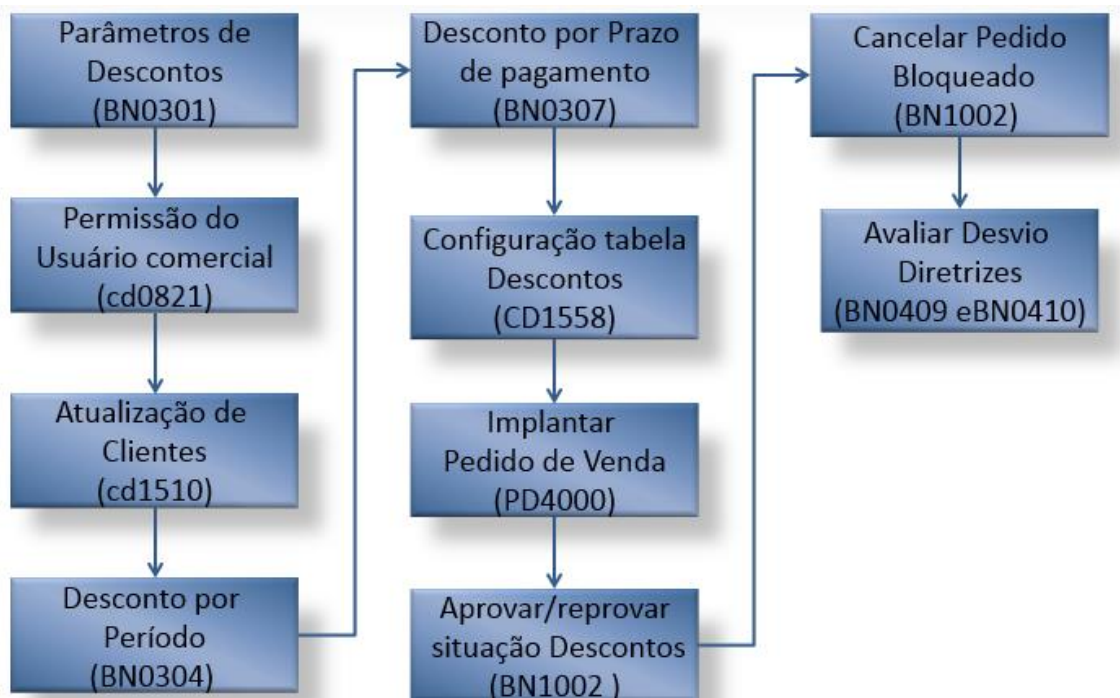 Parâmetros de
Descontos
(BN0301)
Permissão do
Usuário comercial
(cd0821)
Atualização de
Clientes
(cd1510)
Desconto por
Período
(BN0304)
Desconto por Prazo
de pagamento
(BN0307)
Configuração tabela
Descontos
(CD1558)
Implantar
Pedido de Venda
(PD4000)
Aprovar/reprovar
situação Descontos
(BN1002 )
Cancelar Pedido
Bloqueado
(BN1002)
Avaliar Desvio
Diretrizes
(BN0409 eBN0410)